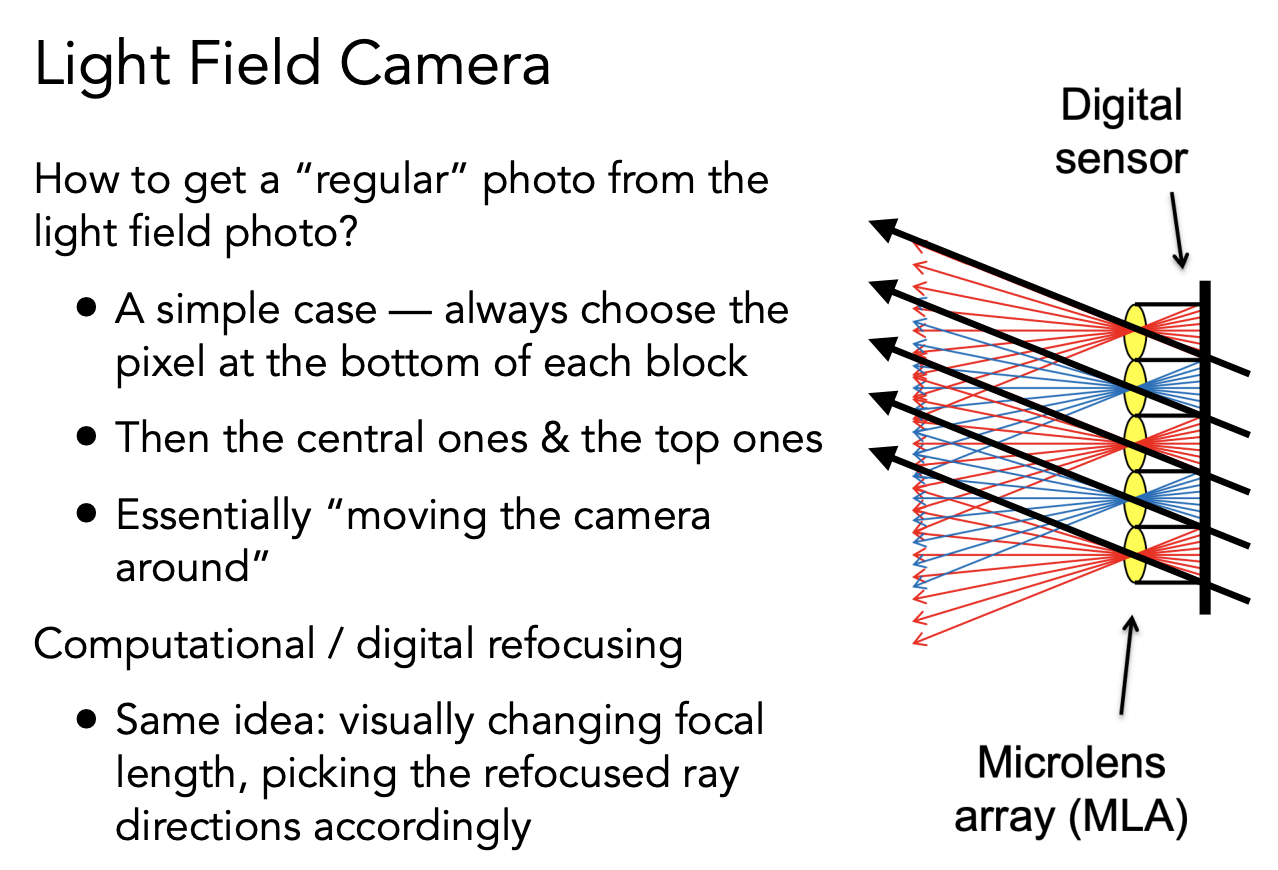 Light Field Camera
How to get a “regular” photo from the
light field photo?
• A simple case — always choose the
pixel at the bottom of each block
• Then the central ones & the top ones
• Essentially “moving the camera
around”
Computational / digital refocusing
• Same idea: visually changing focal
length, picking the refocused ray
directions accordingly
Digital
sensor
Microlens
array (MLA)